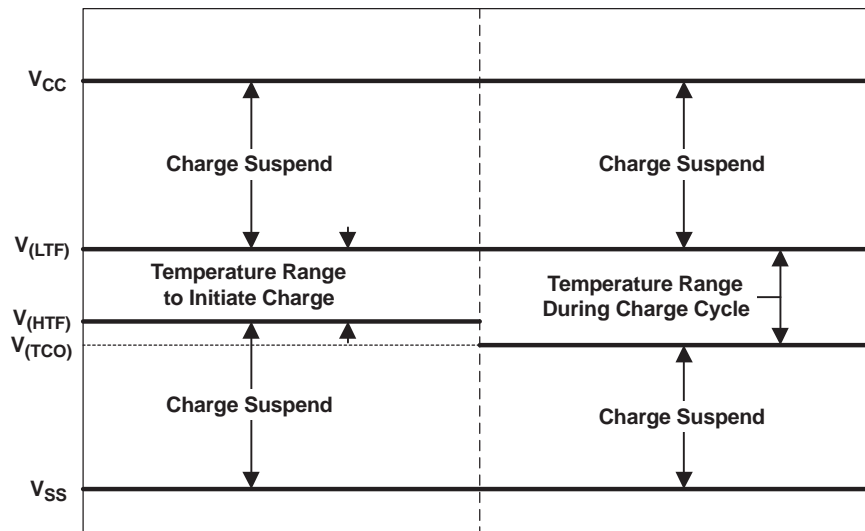 VCC
Charge Suspend
Charge Suspend
V(LTF)
Temperature Range
to Initiate Charge
Temperature Range
During Charge Cycle
V(HTF)
V(TCO)
Charge Suspend
Charge Suspend
VSS